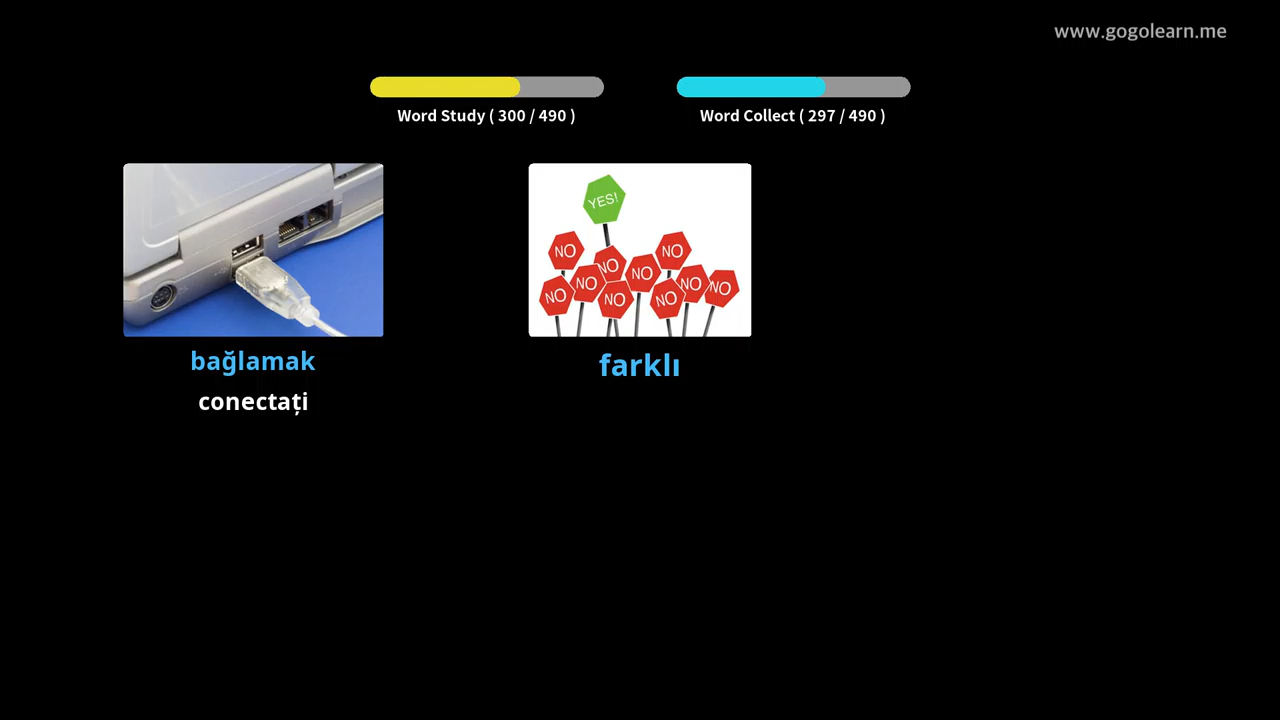 www.gogolearn.me
Word Study ( 300 / 490 )
Word Collect ( 297 / 490 )
YES!
NO
NO
NO
NO
NO
NO
NO
NO
NO
NO
bağlamak
farklı
conectați